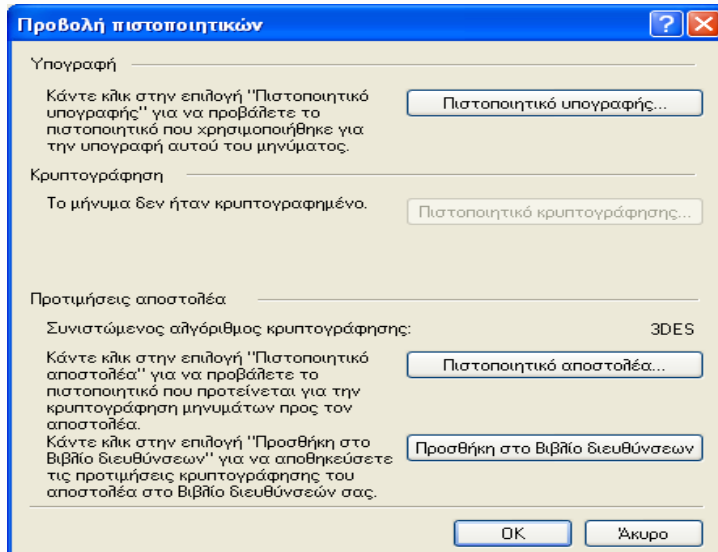 Προβολή πιστοποιητικών
Υπογραφή
Κάντε κλικ στην επιλογή "Πιστοποιητικό
υπογραφής" για να προβάλετε το
πιστοποιητικό που χρησιμοποιήθηκε για
την υπογραφή αυτού του μηνύματος.
Πιστοποιητικό υπογραφής...
Κρυπτογράφηση
Το μήνυμα δεν ήταν κρυπτογραφημένο.
Πιστοποιητικό κρυπτογράφησης...
Προτιμήσεις αποστολέα
Συνιστώμενος αλγόριθμος κρυπτογράφησης:
3DES
Κάντε κλικ στην επιλογή "Πιστοποιητικό
αποστολέα" για να προβάλετε το
πιστοποιητικό που προτείνεται για την
κρυπτογράφηση μηνυμάτων προς τον
αποστολέα.
Πιστοποιητικό αποστολέα...
Κάντε κλικ στην επιλογή "Προσθήκη στο
Βιβλίο διευθύνσεων" για να αποθηκεύσετε
τις προτιμήσεις κρυπτογράφησης του
αποστολέα στο Βιβλίο διευθύνσεών σας.
Προσθήκη στο Βιβλίο διευθύνσεων
OK
Άκυρο